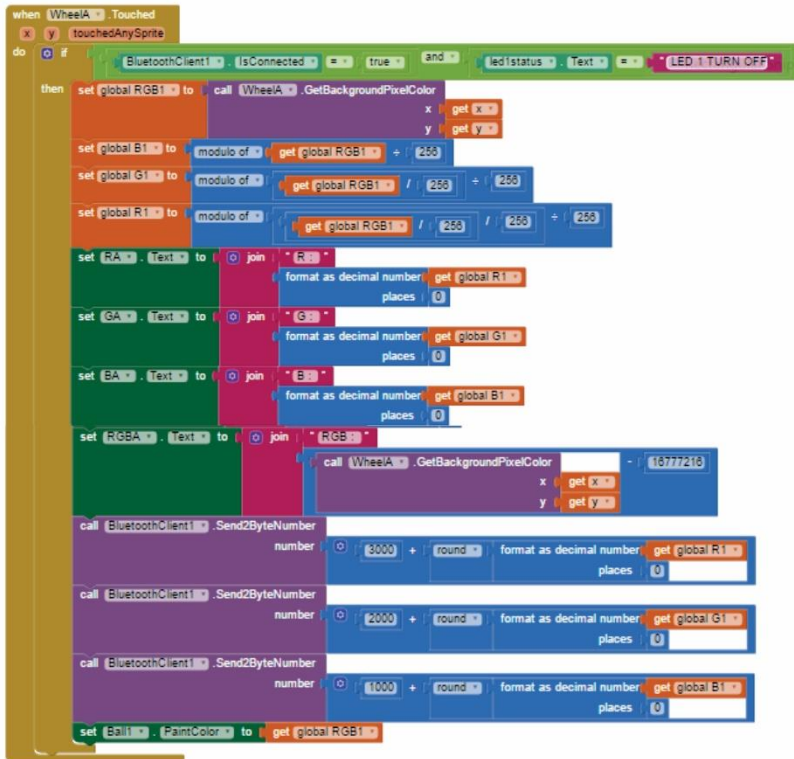 when WheelA .Touched
x y touchedAnySprite
do if BluetoothClient1 . IsConnected = true and led1status . Text = " LED 1 TURN OFF "
then set global RGB1 to call WheelA .GetBackgroundPixelColor
x get x
y get y
set global B1 to modulo of get global RGB1 ÷ 256
set global G1 to modulo of get global RGB1 / 256 ÷ 256
set global R1 to modulo of get global RGB1 / 256 / 256 ÷ 256
set RA . Text to join " R : "
format as decimal number get global R1
places 0
set GA . Text to join " G : "
format as decimal number get global G1
places 0
set BA . Text to join " B : "
format as decimal number get global B1
places 0
set RGBA . Text to join " RGB : "
call WheelA .GetBackgroundPixelColor - 16777216
x get x
y get y
call BluetoothClient1 .Send2ByteNumber
number 3000 + round format as decimal number get global R1
places 0
call BluetoothClient1 .Send2ByteNumber
number 2000 + round format as decimal number get global G1
places 0
call BluetoothClient1 .Send2ByteNumber
number 1000 + round format as decimal number get global B1
places 0
set Ball1 . PaintColor to get global RGB1